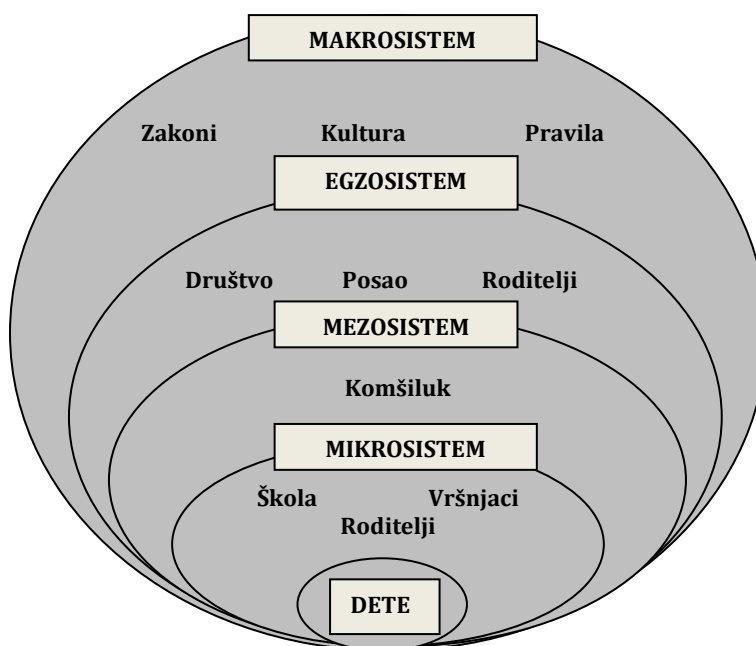 MAKROSISTEM
Zakoni Kultura Pravila
EGZOSISTEM
Društvo Posao Roditelji
MEZOSISTEM
Komšiluk
MIKROSISTEM
Škola Vršnjaci
Roditelji
DETE